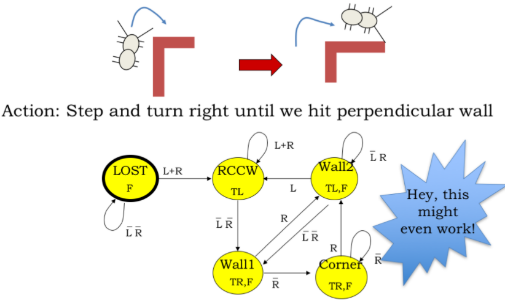 Action: Step and turn right until we hit perpendicular wall
L+R
LOST
F
L+R
RCCW
TL
L
Wall2
TL,F
L̅ R
L̅ R̅
L̅ R̅
R
L̅ R̅
Hey, this
might
even work!
Wall1
TR,F
R̅
R
Corner
TR,F
R̅